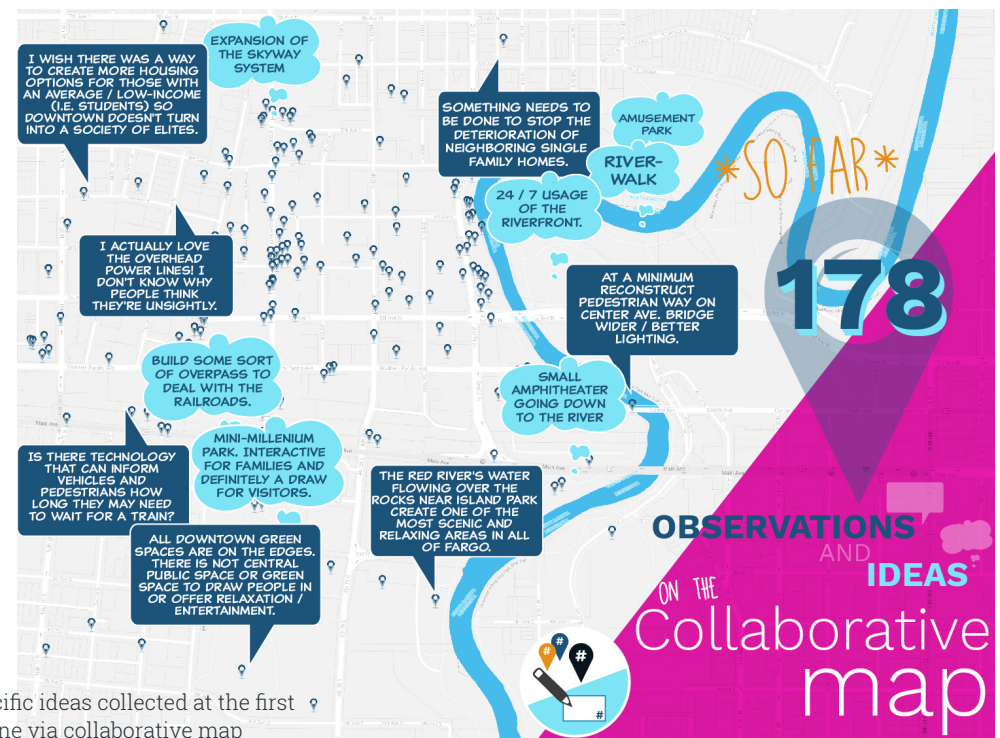 EXPANSION OF
THE SKYWAY
SYSTEM
I WISH THERE WAS A WAY
TO CREATE MORE HOUSING
OPTIONS FOR THOSE WITH
AN AVERAGE / LOW-INCOME
(I.E. STUDENTS) SO
DOWNTOWN DOESN'T TURN
INTO A SOCIETY OF ELITES.
SOMETHING NEEDS TO
BE DONE TO STOP THE
DETERIORATION OF
NEIGHBORING SINGLE
FAMILY HOMES.
AMUSEMENT
PARK
RIVER-
WALK
24 / 7 USAGE
OF THE
RIVERFRONT.
*SO FAR*
178
I ACTUALLY LOVE
THE OVERHEAD
POWER LINES! I
DON'T KNOW WHY
PEOPLE THINK
THEY'RE UNSIGHTLY.
AT A MINIMUM
RECONSTRUCT
PEDESTRIAN WAY ON
CENTER AVE. BRIDGE
WIDER / BETTER
LIGHTING.
BUILD SOME SORT
OF OVERPASS TO
DEAL WITH THE
RAILROADS.
SMALL
AMPHITHEATER
GOING DOWN
TO THE RIVER
IS THERE TECHNOLOGY
THAT CAN INFORM
VEHICLES AND
PEDESTRIANS HOW
LONG THEY MAY NEED
TO WAIT FOR A TRAIN?
MINI-MILLENIUM
PARK. INTERACTIVE
FOR FAMILIES AND
DEFINITELY A DRAW
FOR VISITORS.
THE RED RIVER'S WATER
FLOWING OVER THE
ROCKS NEAR ISLAND PARK
CREATE ONE OF THE
MOST SCENIC AND
RELAXING AREAS IN ALL
OF FARGO.
ALL DOWNTOWN GREEN
SPACES ARE ON THE EDGES.
THERE IS NOT CENTRAL
PUBLIC SPACE OR GREEN
SPACE TO DRAW PEOPLE IN
OR OFFER RELAXATION /
ENTERTAINMENT.
OBSERVATIONS
AND
IDEAS
ON THE
Collaborative
map
# # #
#
cific ideas collected at the first
ne via collaborative map
Main Ave
Main Ave
Center Ave